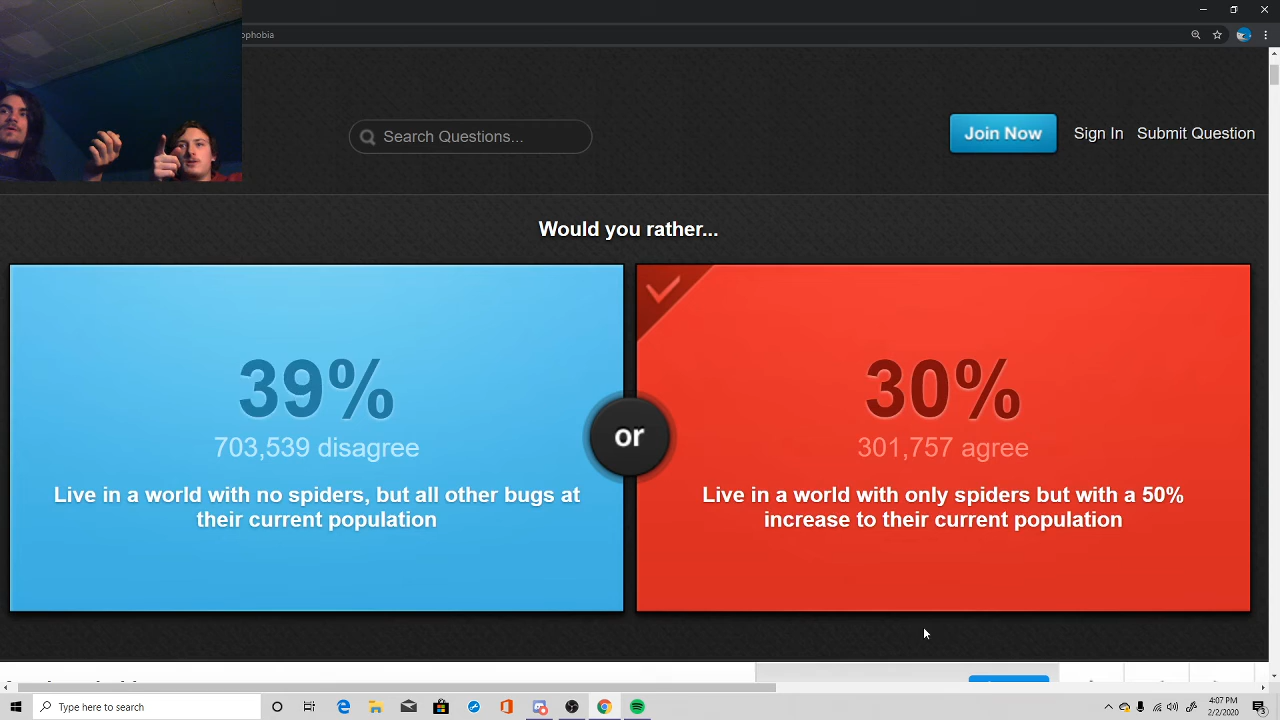 ophobia
Search Questions...
Join Now
Sign In
Submit Question
Would you rather...
39%
703,539 disagree
Live in a world with no spiders, but all other bugs at
their current population
or
30%
301,757 agree
Live in a world with only spiders but with a 50%
increase to their current population
Type here to search
4:07 PM
2/2/2020